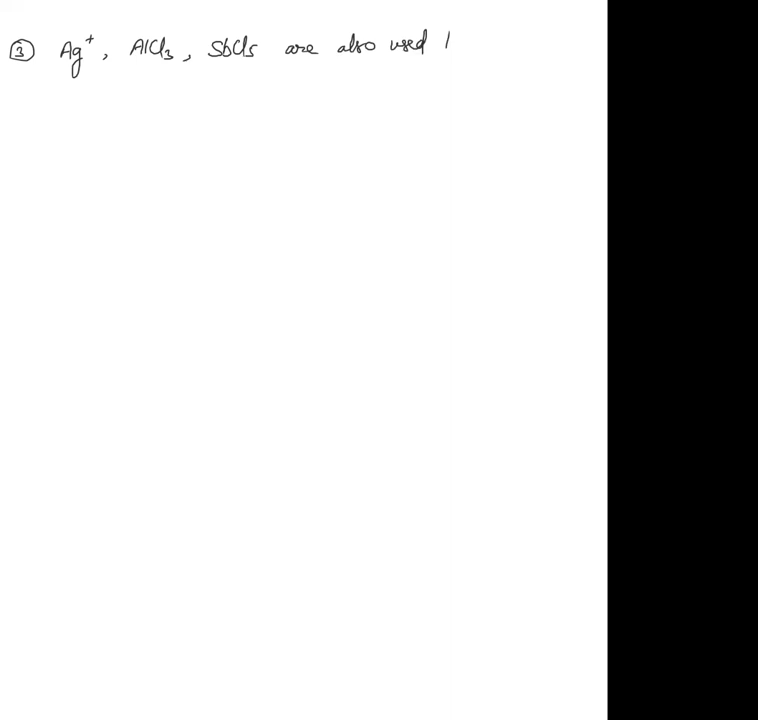 ③ Ag⁺, AlCl₃, SbCl₅ are also used